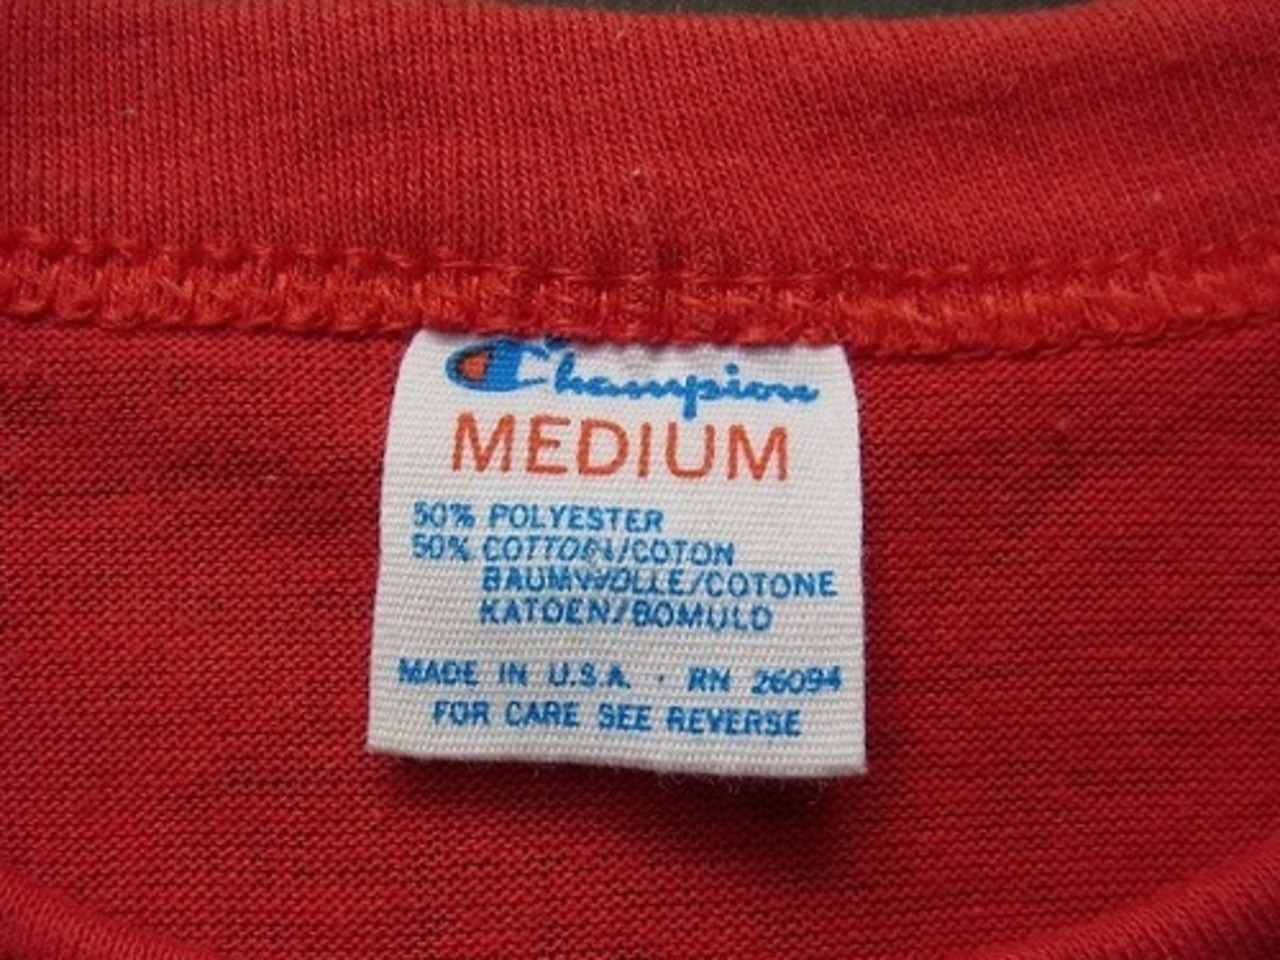 Champion
MEDIUM
50% POLYESTER
50% COTTON/COTON
BAUMWOLLE/COTONE
KATOEN/BOMULD
MADE IN U.S.A. · RN 26094
FOR CARE SEE REVERSE